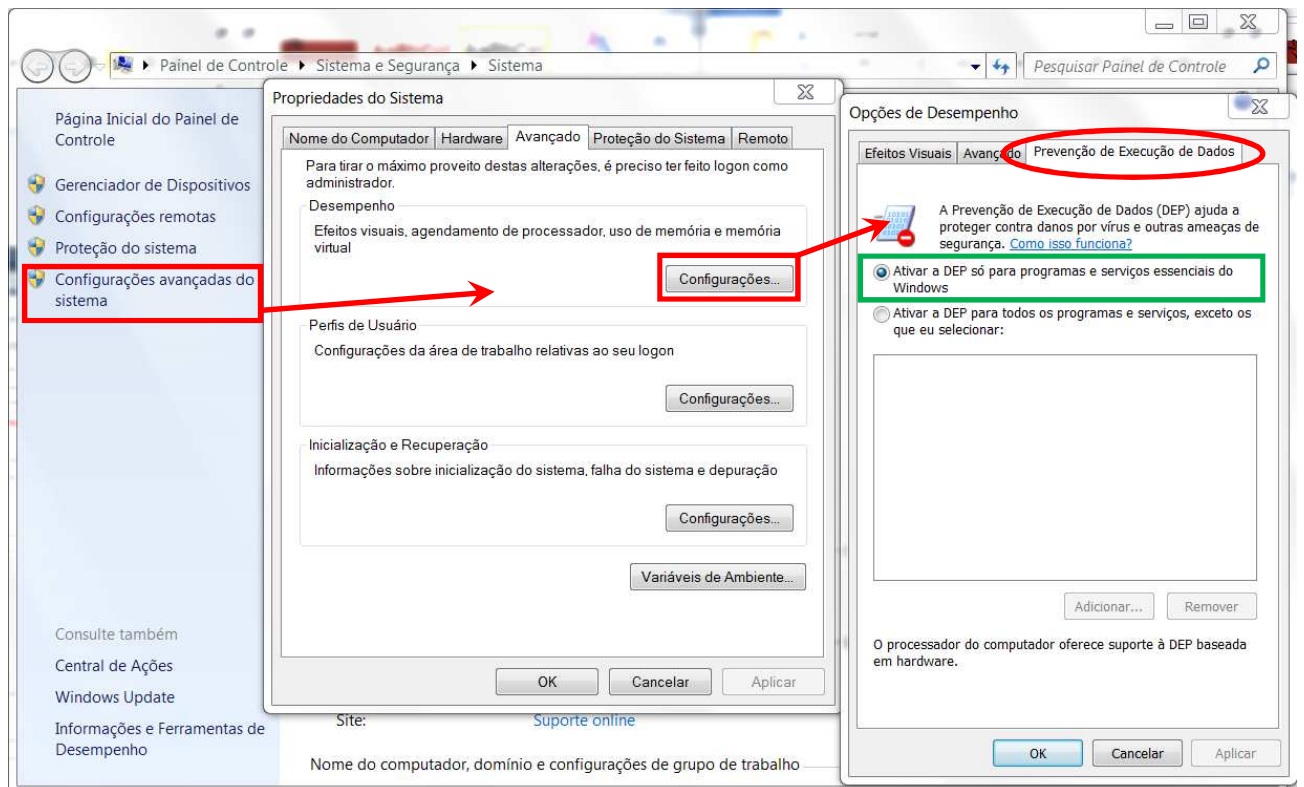 Painel de Controle ▸ Sistema e Segurança ▸ Sistema
Pesquisar Painel de Controle
Página Inicial do Painel de
Controle
Gerenciador de Dispositivos
Configurações remotas
Proteção do sistema
Configurações avançadas do
sistema
Consulte também
Central de Ações
Windows Update
Informações e Ferramentas de
Desempenho
Propriedades do Sistema
Nome do Computador Hardware Avançado Proteção do Sistema Remoto
Para tirar o máximo proveito destas alterações, é preciso ter feito logon como
administrador.
Desempenho
Efeitos visuais, agendamento de processador, uso de memória e memória
virtual
Configurações...
Perfis de Usuário
Configurações da área de trabalho relativas ao seu logon
Configurações...
Inicialização e Recuperação
Informações sobre inicialização do sistema, falha do sistema e depuração
Configurações...
Variáveis de Ambiente...
OK Cancelar Aplicar
Site: Suporte online
Nome do computador, domínio e configurações de grupo de trabalho
Opções de Desempenho
Efeitos Visuais Avançado Prevenção de Execução de Dados
A Prevenção de Execução de Dados (DEP) ajuda a
proteger contra danos por vírus e outras ameaças de
segurança. Como isso funciona?
Ativar a DEP só para programas e serviços essenciais do
Windows
Ativar a DEP para todos os programas e serviços, exceto os
que eu selecionar:
Adicionar... Remover
O processador do computador oferece suporte à DEP baseada
em hardware.
OK Cancelar Aplicar